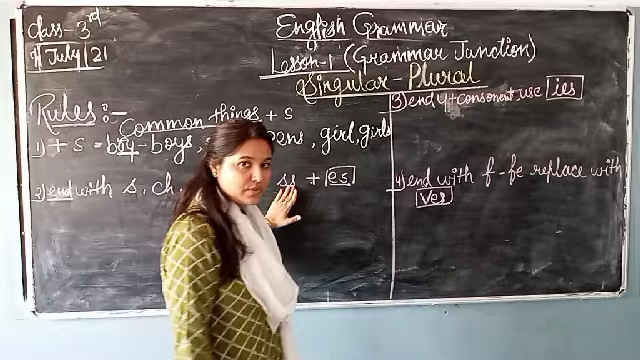 Class-3rd
July/21
English Grammar
Lesson-1 (Grammar Junction)
Singular-Plural
Rules:-
Common things + s
1) + s = boy-boys, pens, girl, girls
2) end with s, ch, ss + es
3) end y + consonent use ies
4) end with f-fe replace with
ves